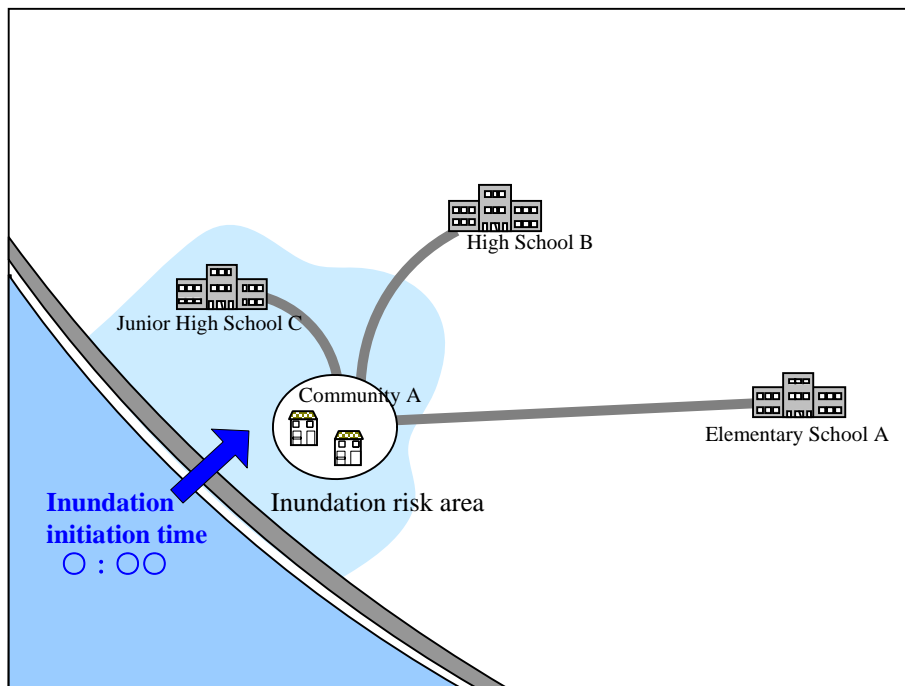 High School B
Junior High School C
Community A
Elementary School A
Inundation risk area
Inundation
initiation time
○ : ○○